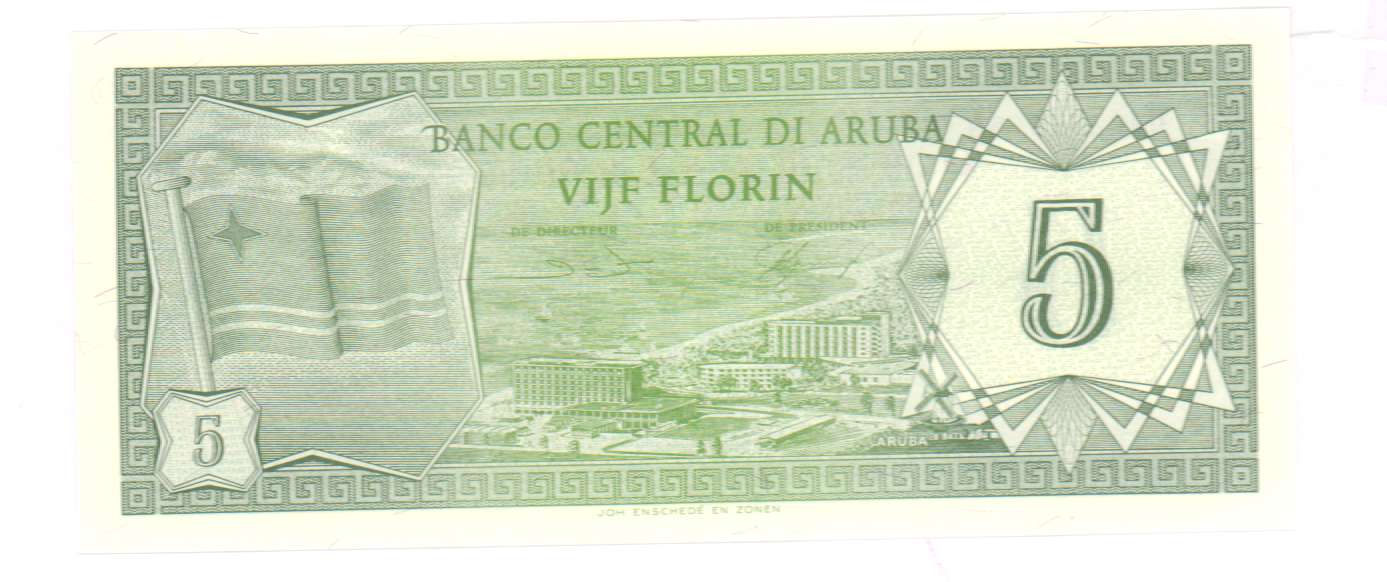 BANCO CENTRAL DI ARUBA
VIJF FLORIN
DE DIRECTEUR DE PRESIDENT
5
5
ARUBA
JOH ENSCHEDÉ EN ZONEN